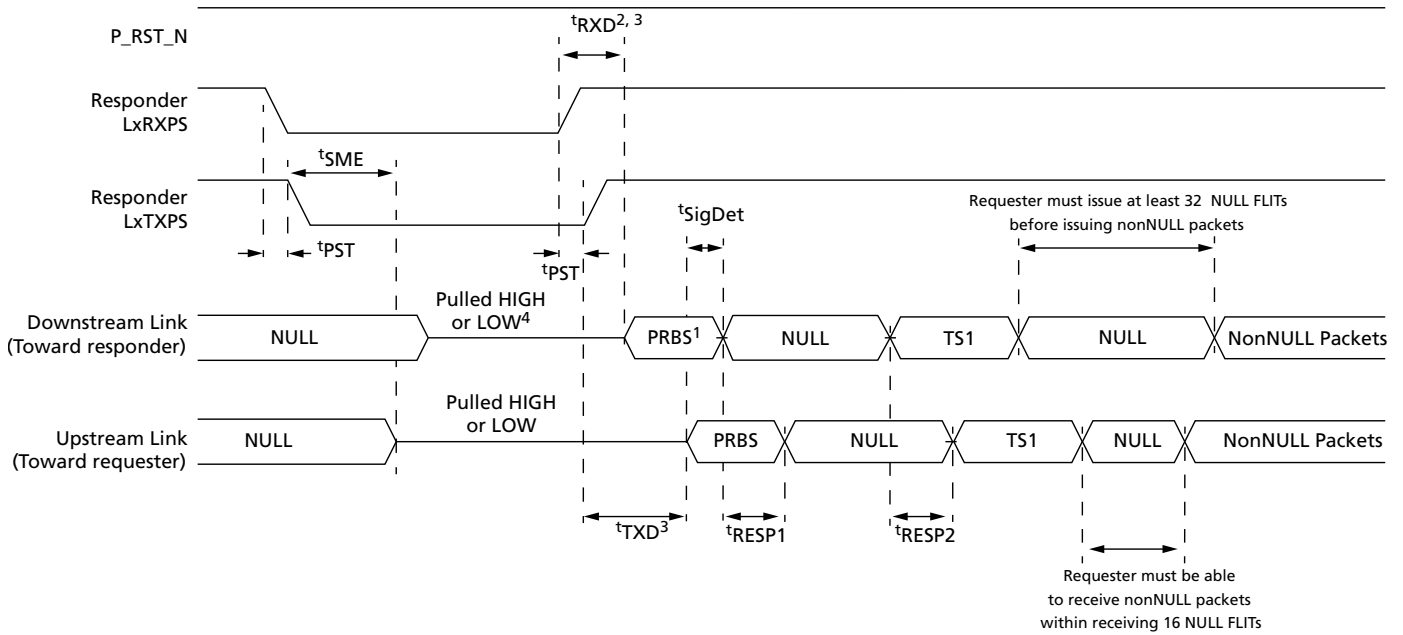 P_RST_N
tRXD2, 3
Responder
LxRXPS
tSME
Responder
LxTXPS
tPST
tPST
tSigDet
Requester must issue at least 32 NULL FLITs
before issuing nonNULL packets
Downstream Link
(Toward responder)
NULL
Pulled HIGH
or LOW4
PRBS1
NULL
TS1
NULL
NonNULL Packets
Upstream Link
(Toward requester)
NULL
Pulled HIGH
or LOW
PRBS
NULL
TS1
NULL
NonNULL Packets
tTXD3
tRESP1
tRESP2
Requester must be able
to receive nonNULL packets
within receiving 16 NULL FLITs